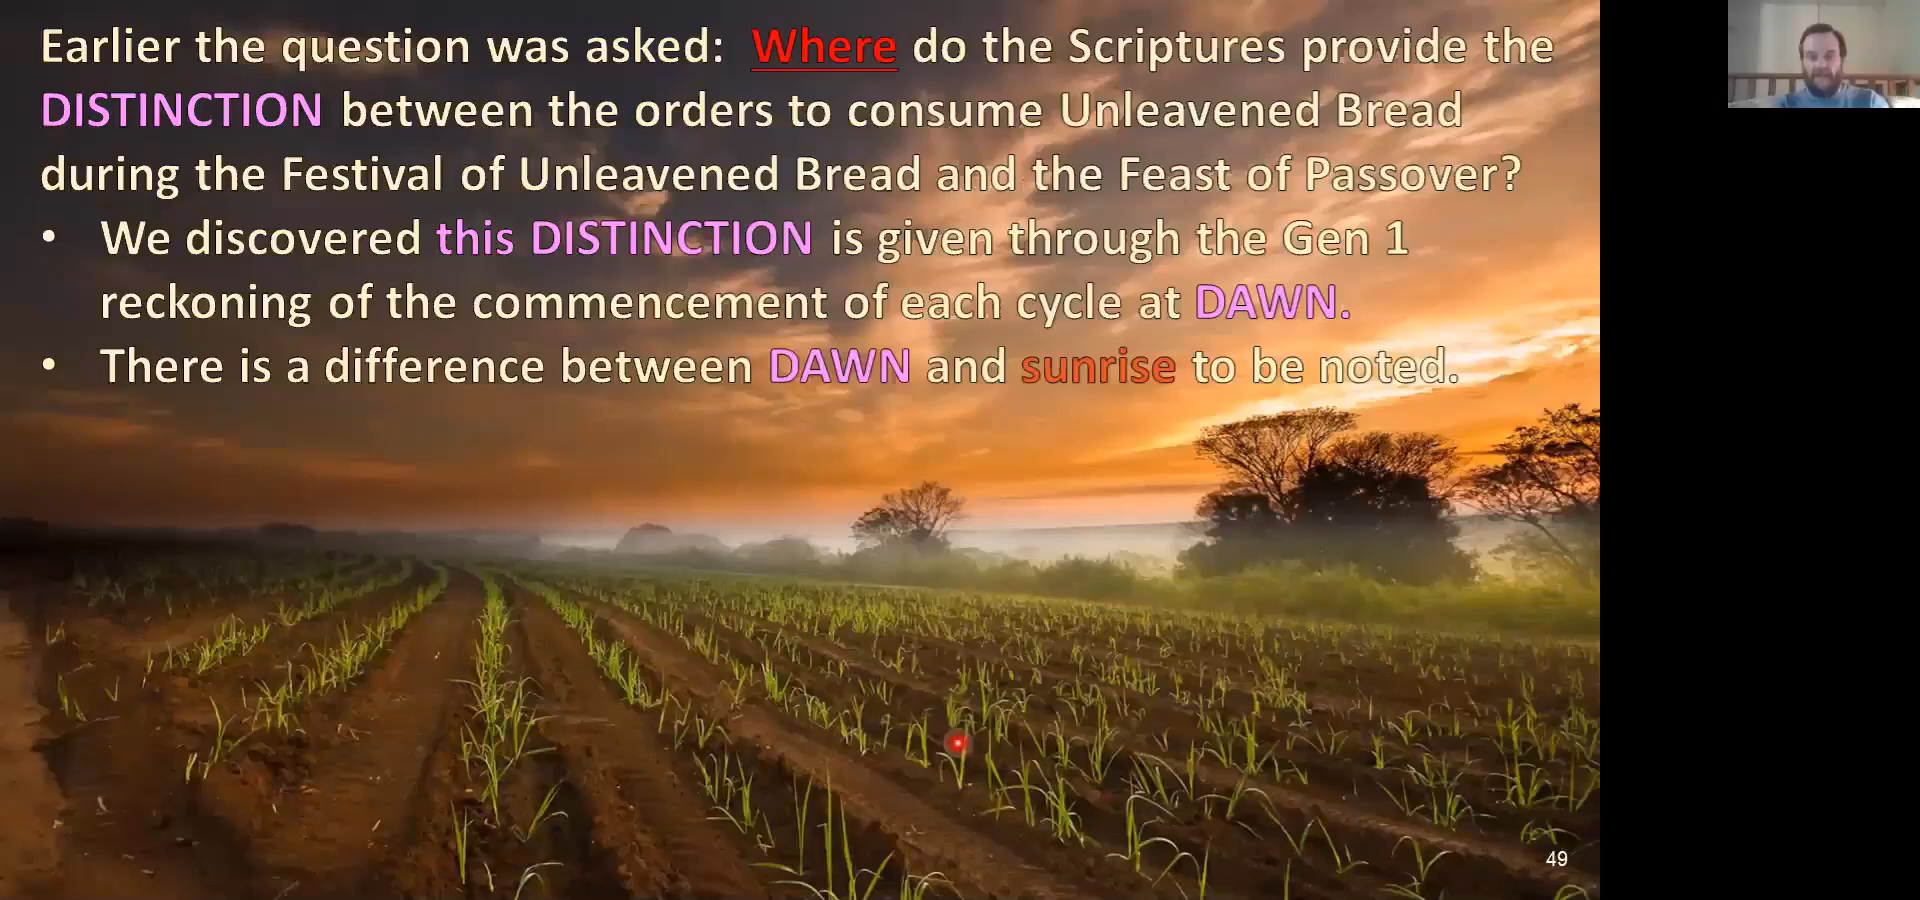 Earlier the question was asked: Where do the Scriptures provide the
DISTINCTION between the orders to consume Unleavened Bread
during the Festival of Unleavened Bread and the Feast of Passover?
• We discovered this DISTINCTION is given through the Gen 1
reckoning of the commencement of each cycle at DAWN.
• There is a difference between DAWN and sunrise to be noted.
49